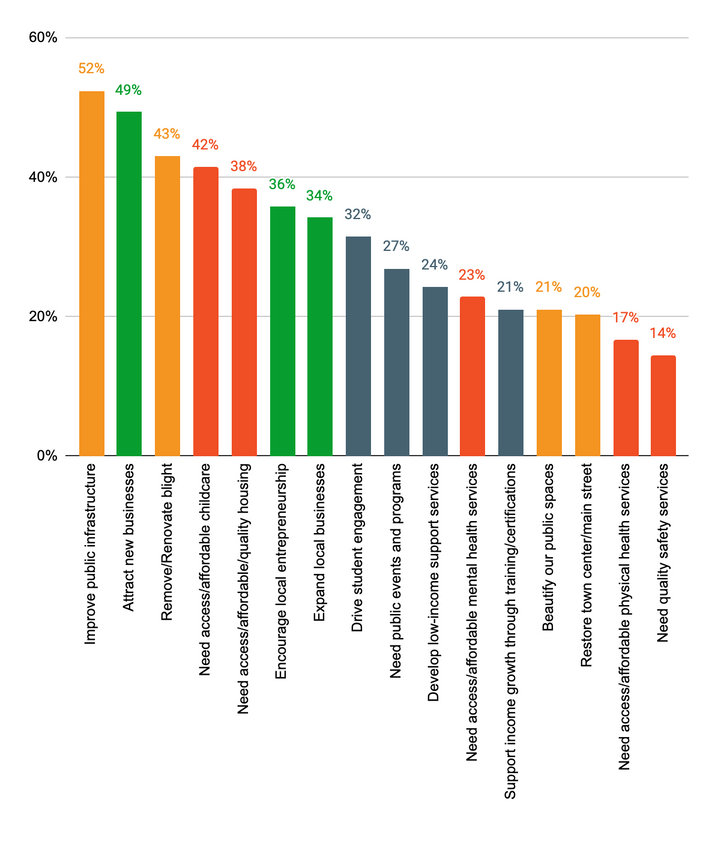 60%
40%
20%
0%
52%
49%
43%
42%
38%
36%
34%
32%
27%
24%
23%
21%
21%
20%
17%
14%
Improve public infrastructure
Attract new businesses
Remove/Renovate blight
Need access/affordable childcare
Need access/affordable/quality housing
Encourage local entrepreneurship
Expand local businesses
Drive student engagement
Need public events and programs
Develop low-income support services
Need access/affordable mental health services
Support income growth through training/certifications
Beautify our public spaces
Restore town center/main street
Need access/affordable physical health services
Need quality safety services